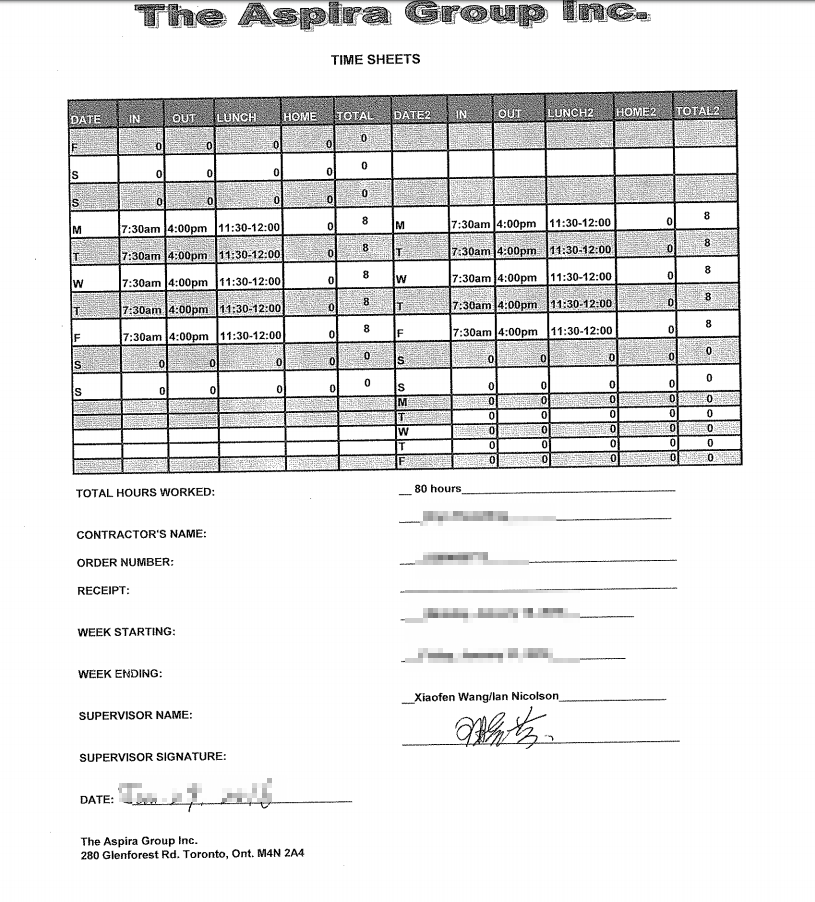 The Aspira Group Inc.
TIME SHEETS
DATE IN OUT LUNCH HOME TOTAL DATE2 IN OUT LUNCH2 HOME2 TOTAL2
F 0 0 0 0 0
S 0 0 0 0 0
S 0 0 0 0 0
M 7:30am 4:00pm 11:30-12:00 0 8 M 7:30am 4:00pm 11:30-12:00 0 8
T 7:30am 4:00pm 11:30-12:00 0 8 T 7:30am 4:00pm 11:30-12:00 0 8
W 7:30am 4:00pm 11:30-12:00 0 8 W 7:30am 4:00pm 11:30-12:00 0 8
T 7:30am 4:00pm 11:30-12:00 0 8 T 7:30am 4:00pm 11:30-12:00 0 8
F 7:30am 4:00pm 11:30-12:00 0 8 F 7:30am 4:00pm 11:30-12:00 0 8
S 0 0 0 0 0 S 0 0 0 0 0
S 0 0 0 0 0 S 0 0 0 0 0
M 0 0 0 0 0
T 0 0 0 0 0
W 0 0 0 0 0
T 0 0 0 0 0
F 0 0 0 0 0
TOTAL HOURS WORKED: 80 hours
CONTRACTOR'S NAME:
ORDER NUMBER:
RECEIPT:
WEEK STARTING:
WEEK ENDING:
SUPERVISOR NAME: Xiaofen Wang/Ian Nicolson
SUPERVISOR SIGNATURE:
DATE:
The Aspira Group Inc.
280 Glenforest Rd. Toronto, Ont. M4N 2A4